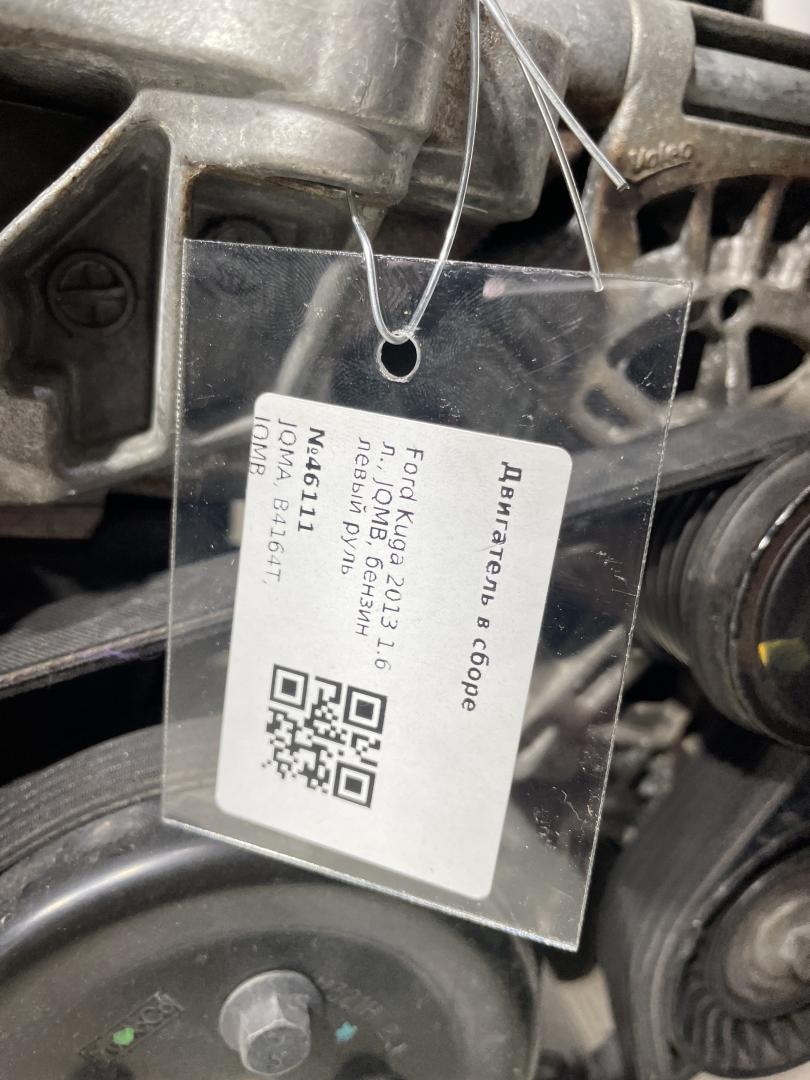 Двигатель в сборе
Ford Kuga 2013 1.6
л., JQMB, бензин
левый руль
№46111
JQMA, B4164T,
JQMB
Valeo